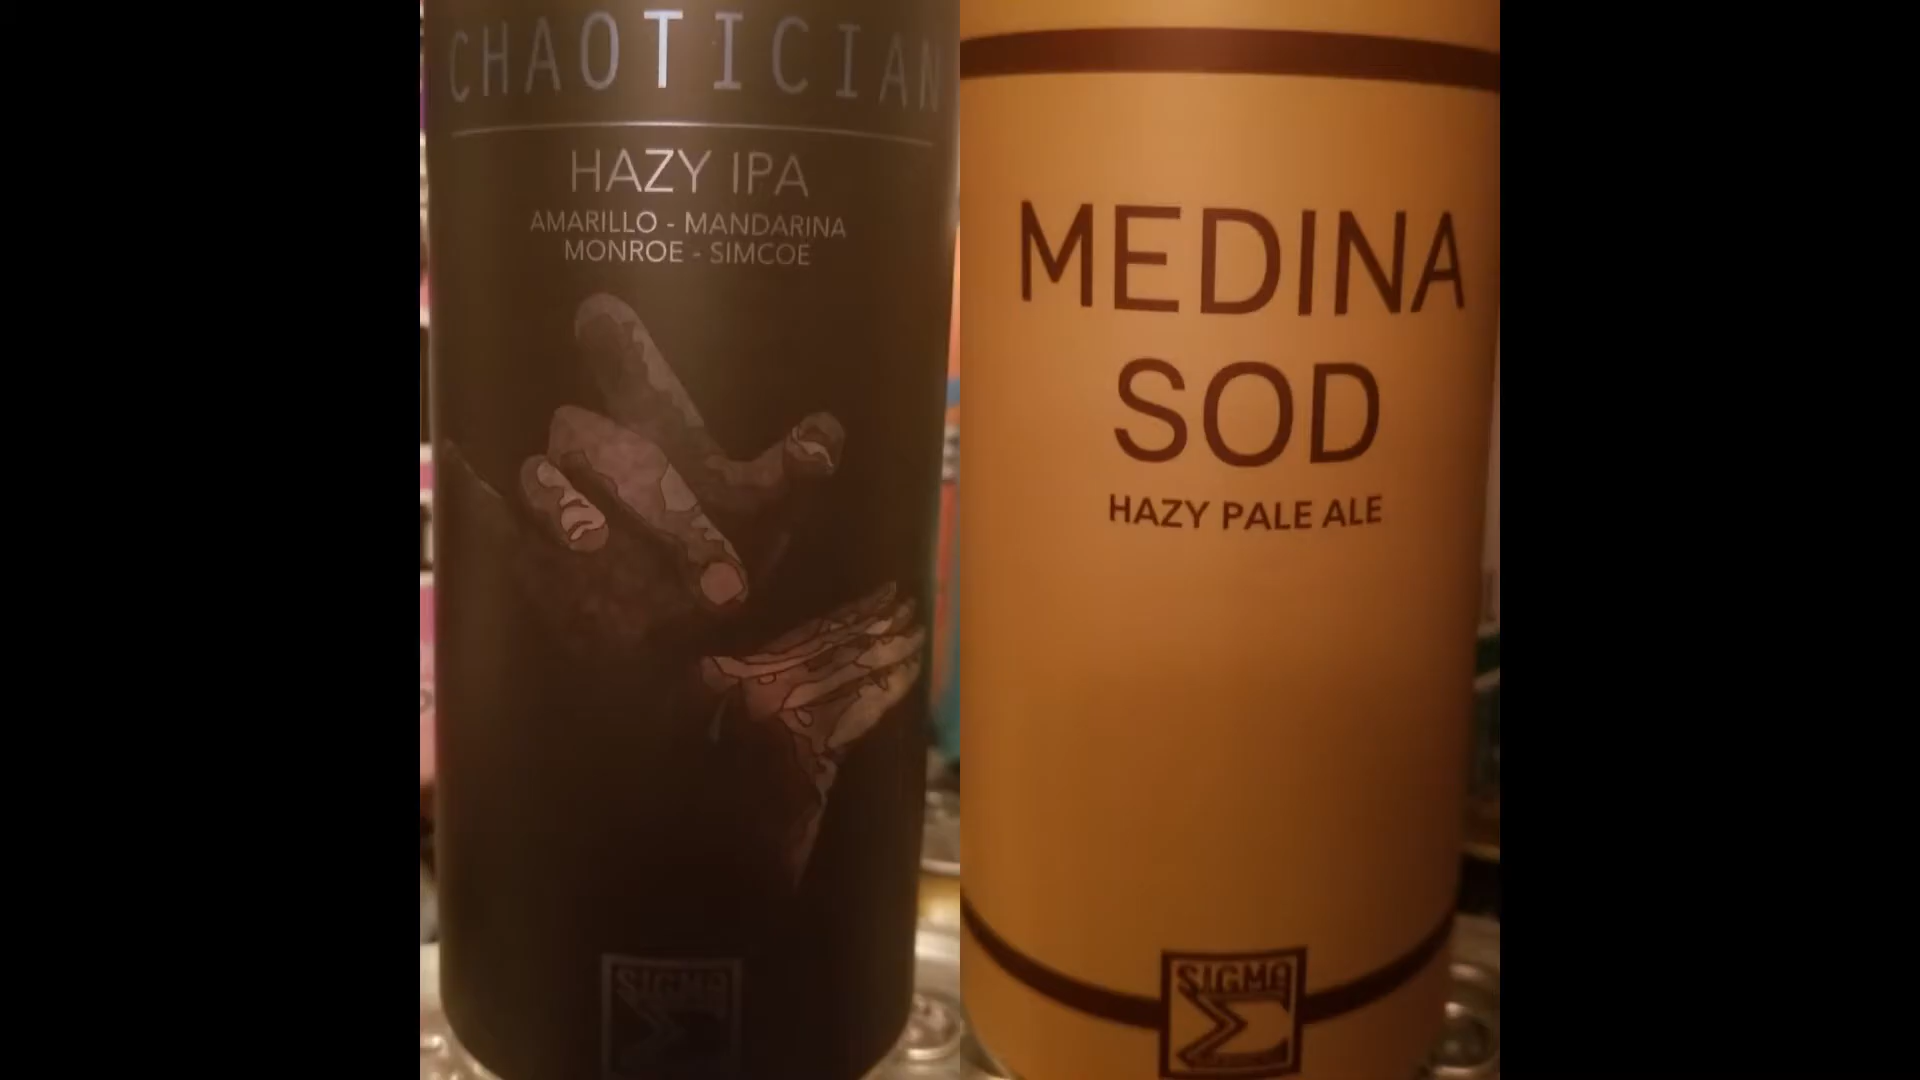 CHAOTICIAN
HAZY IPA
AMARILLO - MANDARINA
MONROE - SIMCOE
SIGMA
MEDINA
SOD
HAZY PALE ALE
SIGMA